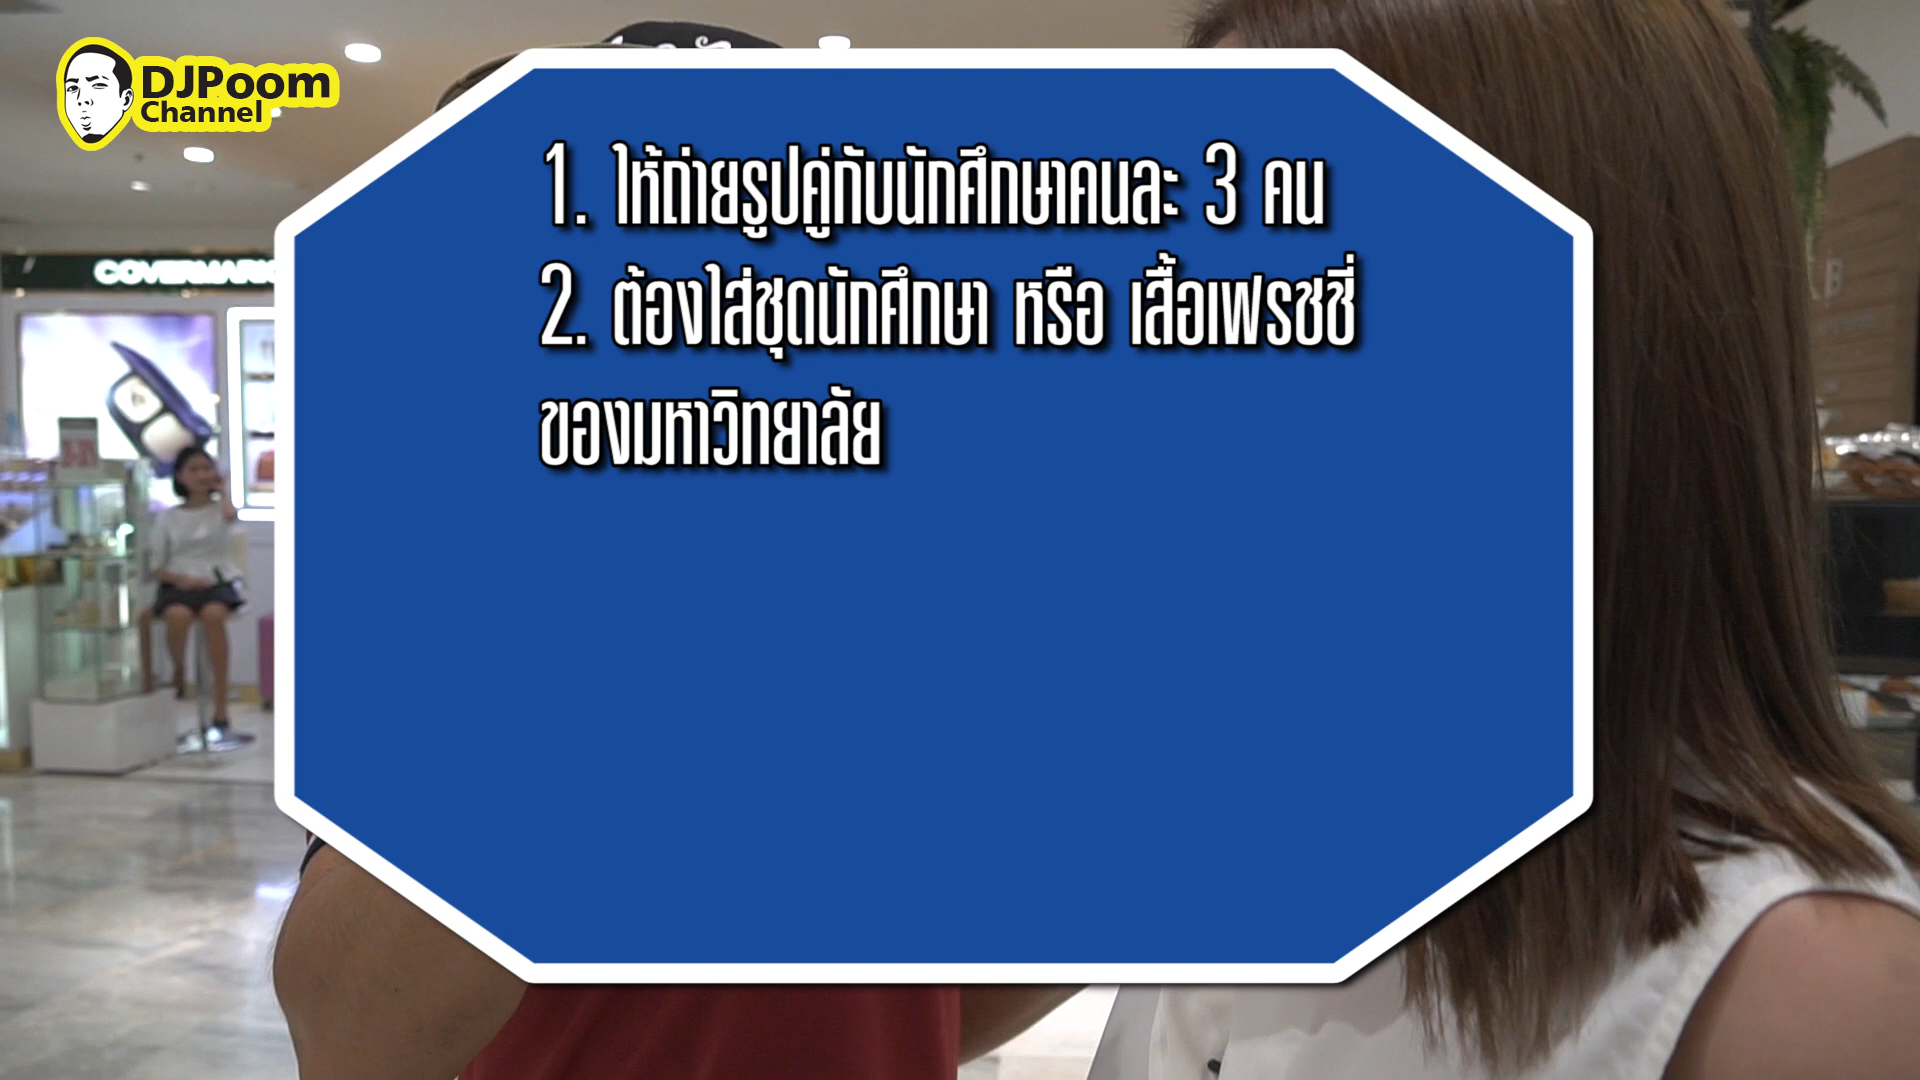 DJPoom
Channel
COVERMARK
1. ให้ถ่ายรูปคู่กับนักศึกษาคนละ 3 คน
2. ต้องใส่ชุดนักศึกษา หรือ เสื้อเฟรชชี่
ของมหาวิทยาลัย